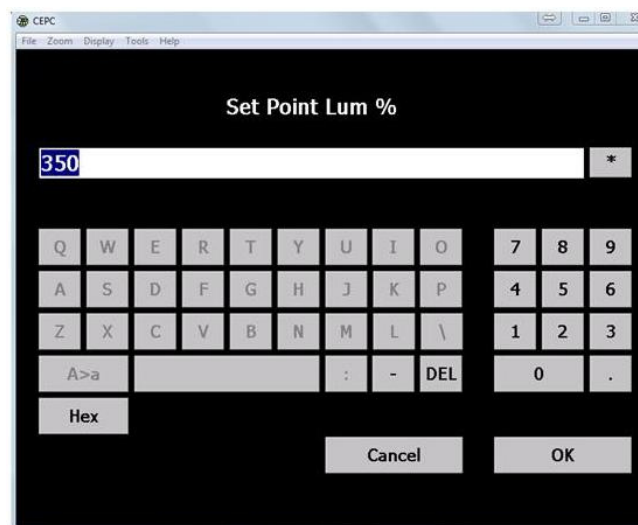 CEPC
File Zoom Display Tools Help
Set Point Lum %
350 *
Q W E R T Y U I O 7 8 9
A S D F G H J K P 4 5 6
Z X C V B N M L \ 1 2 3
A>a : - DEL 0 .
Hex
Cancel OK